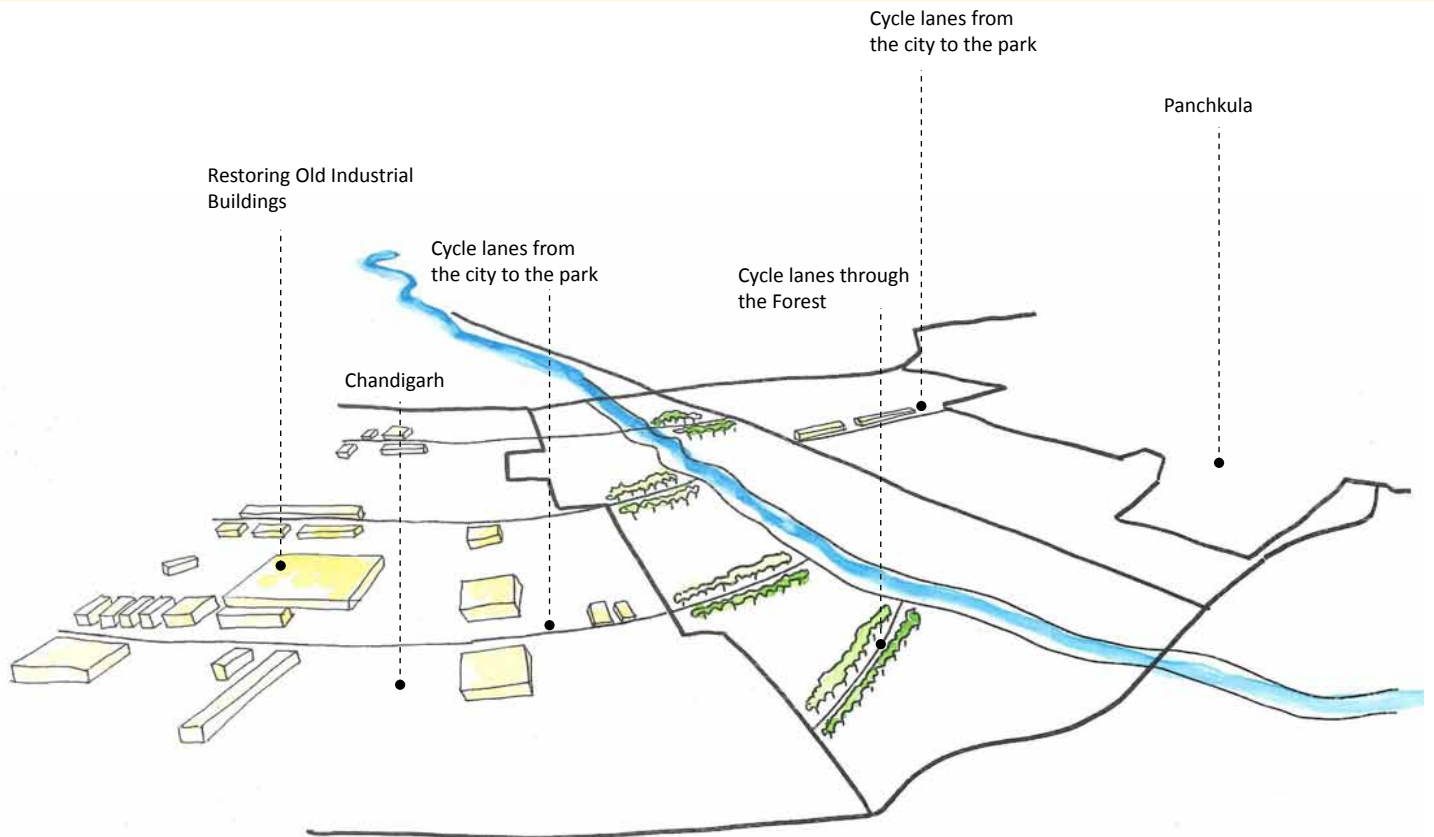 Cycle lanes from
the city to the park
Panchkula
Restoring Old Industrial
Buildings
Cycle lanes from
the city to the park
Cycle lanes through
the Forest
Chandigarh